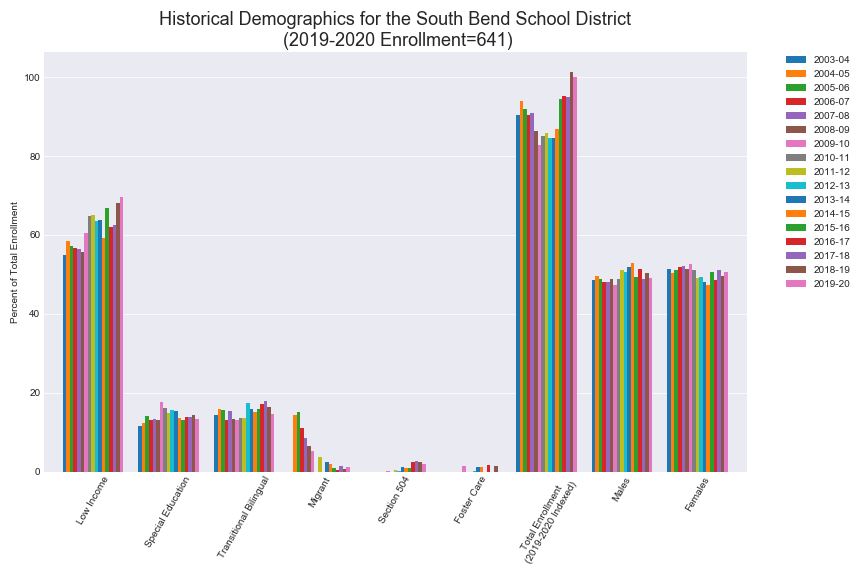 Historical Demographics for the South Bend School District
(2019-2020 Enrollment=641)
Percent of Total Enrollment
100
80
60
40
20
0
Low Income
Special Education
Transitional Bilingual
Migrant
Section 504
Foster Care
Total Enrollment
(2019-2020 Indexed)
Males
Females
2003-04
2004-05
2005-06
2006-07
2007-08
2008-09
2009-10
2010-11
2011-12
2012-13
2013-14
2014-15
2015-16
2016-17
2017-18
2018-19
2019-20